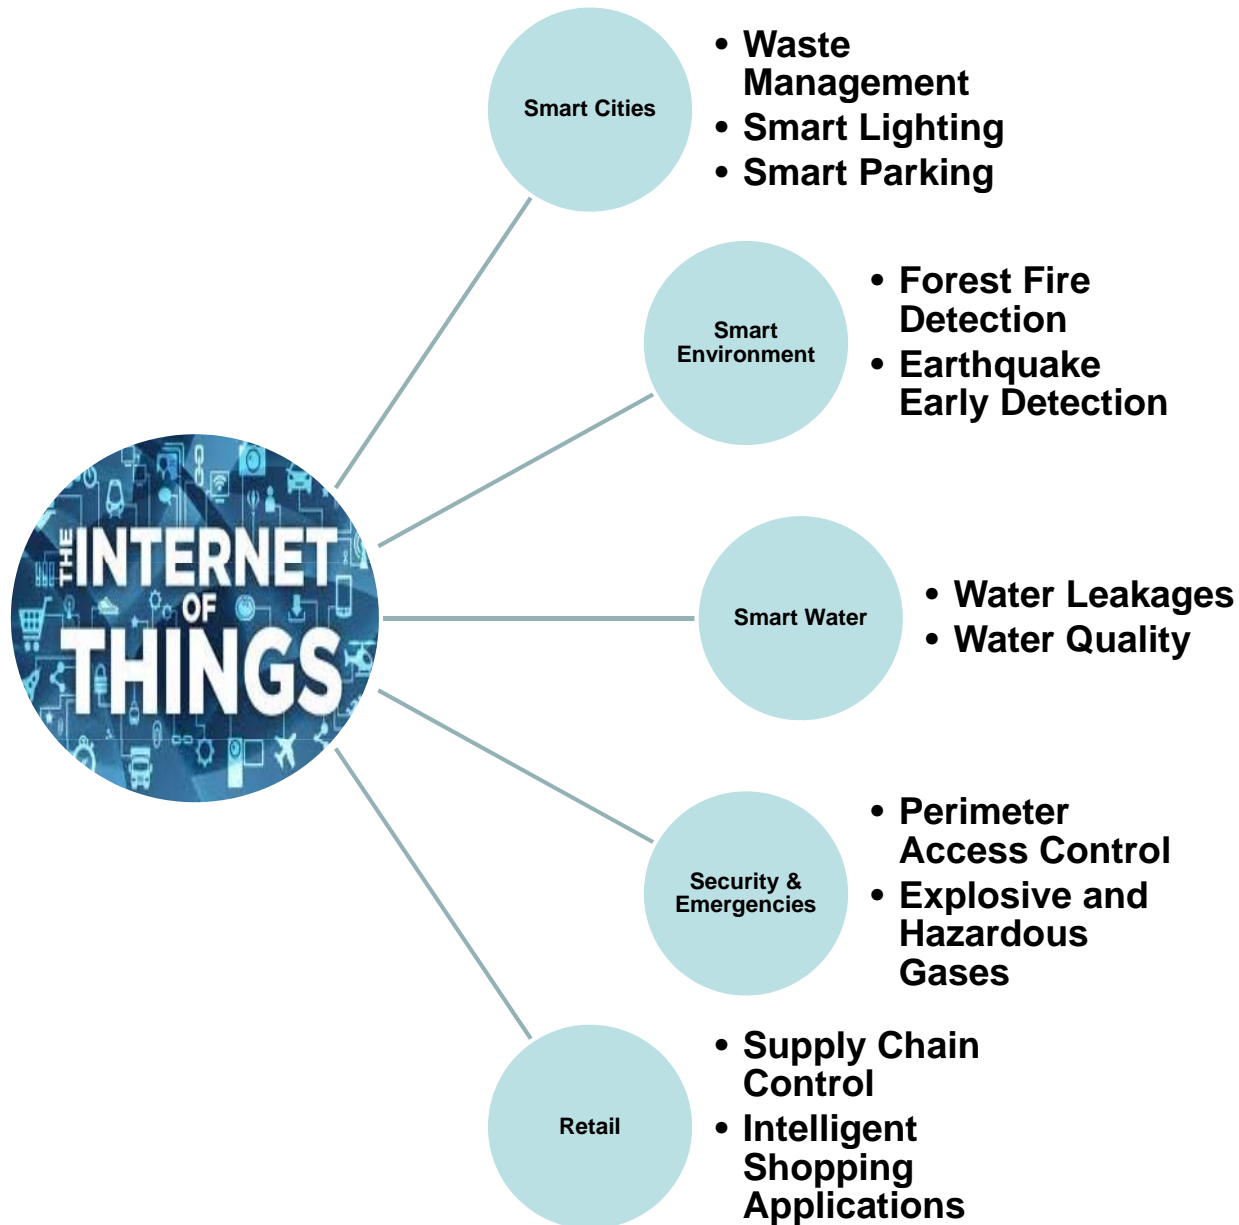 Smart Cities
• Waste
Management
• Smart Lighting
• Smart Parking
Smart
Environment
• Forest Fire
Detection
• Earthquake
Early Detection
THE INTERNET
OF
THINGS
Smart Water
• Water Leakages
• Water Quality
Security &
Emergencies
• Perimeter
Access Control
• Explosive and
Hazardous
Gases
Retail
• Supply Chain
Control
• Intelligent
Shopping
Applications